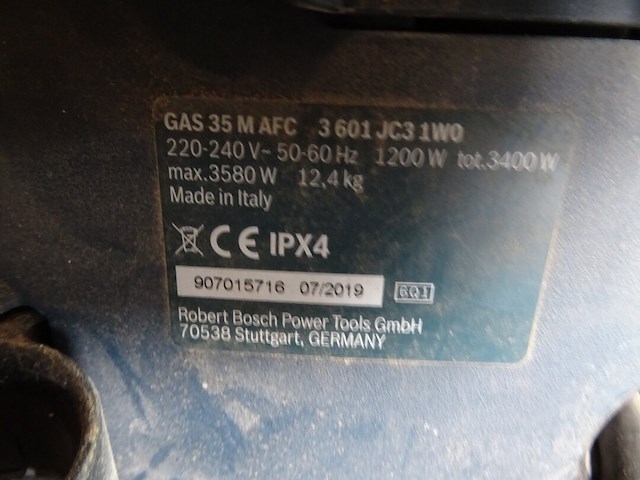 GAS 35 M AFC 3 601 JC3 1W0
220-240 V~ 50-60 Hz 1200 W tot.3400 W
max.3580 W 12,4 kg
Made in Italy
CE IPX4
907015716 07/2019 6Q1
Robert Bosch Power Tools GmbH
70538 Stuttgart, GERMANY